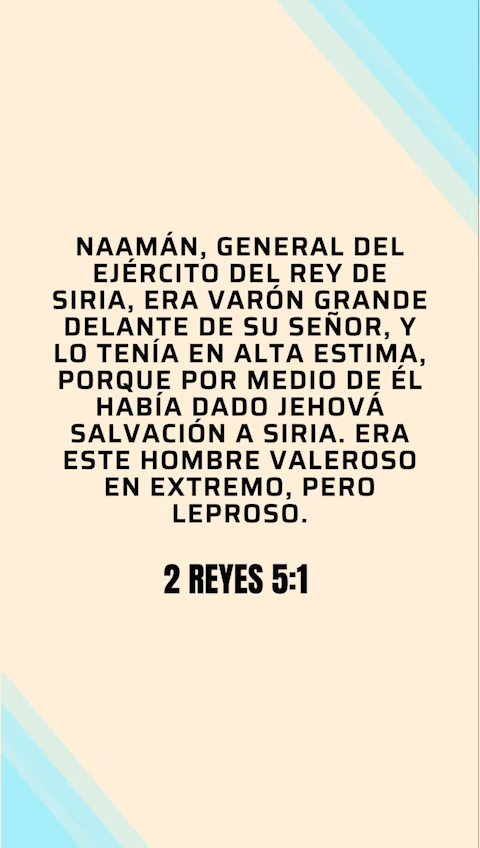 NAAMÁN, GENERAL DEL
EJÉRCITO DEL REY DE
SIRIA, ERA VARÓN GRANDE
DELANTE DE SU SEÑOR, Y
LO TENÍA EN ALTA ESTIMA,
PORQUE POR MEDIO DE ÉL
HABÍA DADO JEHOVÁ
SALVACIÓN A SIRIA. ERA
ESTE HOMBRE VALEROSO
EN EXTREMO, PERO
LEPROSO.
2 REYES 5:1